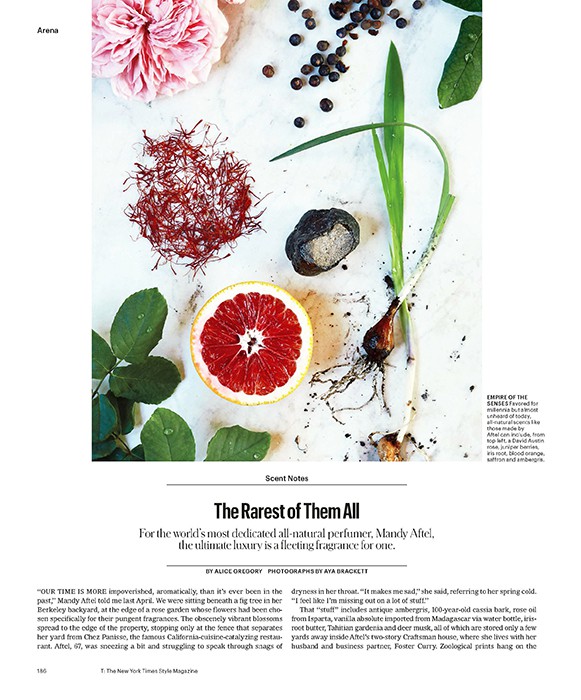 Arena
EMPIRE OF THE
SENSES Favored for
millennia but almost
unheard of today,
all-natural scents like
those made by
Aftel can include, from
top left, a David Austin
rose, juniper berries,
iris root, blood orange,
saffron and ambergris.
Scent Notes
The Rarest of Them All
For the world's most dedicated all-natural perfumer, Mandy Aftel,
the ultimate luxury is a fleeting fragrance for one.
BY ALICE GREGORY PHOTOGRAPHS BY AYA BRACKETT
“OUR TIME IS MORE impoverished, aromatically, than it's ever been in the
past,” Mandy Aftel told me last April. We were sitting beneath a fig tree in her
Berkeley backyard, at the edge of a rose garden whose flowers had been cho-
sen specifically for their pungent fragrances. The obscenely vibrant blossoms
spread to the edge of the property, stopping only at the fence that separates
her yard from Chez Panisse, the famous California-cuisine-catalyzing restau-
rant. Aftel, 67, was sneezing a bit and struggling to speak through snags of
dryness in her throat. “It makes me sad,” she said, referring to her spring cold.
“I feel like I'm missing out on a lot of stuff.”
That “stuff” includes antique ambergris, 100-year-old cassia bark, rose oil
from Isparta, vanilla absolute imported from Madagascar via water bottle, iris-
root butter, Tahitian gardenia and deer musk, all of which are stored only a few
yards away inside Aftel's two-story Craftsman house, where she lives with her
husband and business partner, Foster Curry. Zoological prints hang on the
186
T: The New York Times Style Magazine